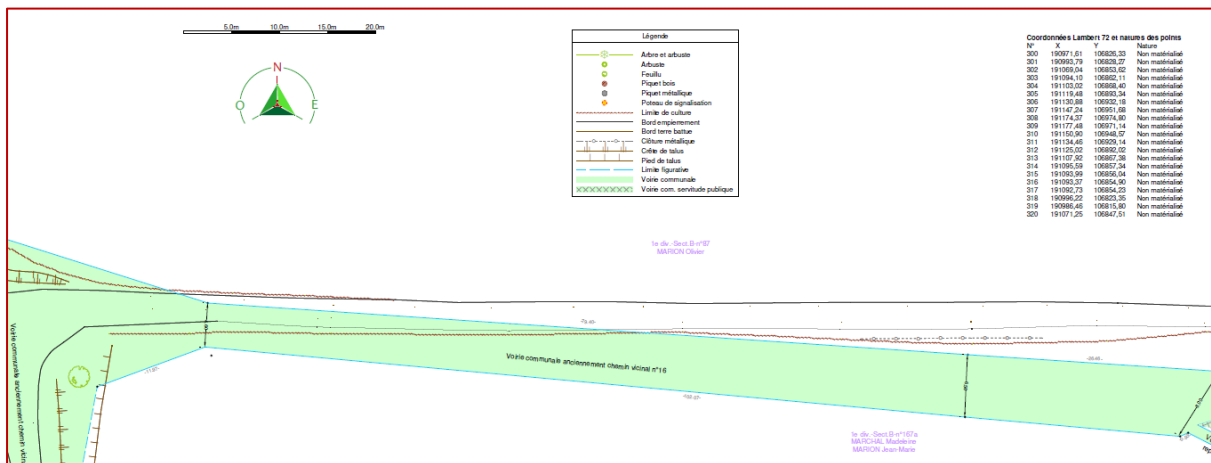 5.0m 10.0m 15.0m 20.0m
N
O E
Légende
Arbre et arbuste
Arbuste
Feuillu
Piquet bois
Piquet métallique
Poteau de signalisation
Limite de culture
Bord empierrement
Bord terre battue
Clôture métallique
Crête de talus
Pied de talus
Limite figurative
Voirie communale
Voirie com. servitude publique
Coordonnées Lambert 72 et natures des points
N° X Y Nature
300 190971,61 106826,33 Non matérialisé
301 190993,79 106828,27 Non matérialisé
302 191069,04 106853,62 Non matérialisé
303 191094,10 106862,11 Non matérialisé
304 191103,02 106868,40 Non matérialisé
305 191119,48 106893,34 Non matérialisé
306 191130,88 106932,18 Non matérialisé
307 191147,24 106951,68 Non matérialisé
308 191174,37 106974,80 Non matérialisé
309 191177,48 106971,14 Non matérialisé
310 191150,90 106948,57 Non matérialisé
311 191134,46 106929,14 Non matérialisé
312 191125,02 106892,02 Non matérialisé
313 191107,92 106867,38 Non matérialisé
314 191095,59 106857,34 Non matérialisé
315 191093,99 106856,04 Non matérialisé
316 191093,37 106854,90 Non matérialisé
317 191092,73 106854,23 Non matérialisé
318 190996,22 106823,35 Non matérialisé
319 190986,46 106815,80 Non matérialisé
320 191071,25 106847,51 Non matérialisé
1e div.-Sect.B-n°87
MARION Olivier
Voirie communale anciennement chemin vicinal n°16
Voirie communale anciennement chemin vicin
1e div.-Sect.B-n°167a
MARCHAL Madeleine
MARION Jean-Marie